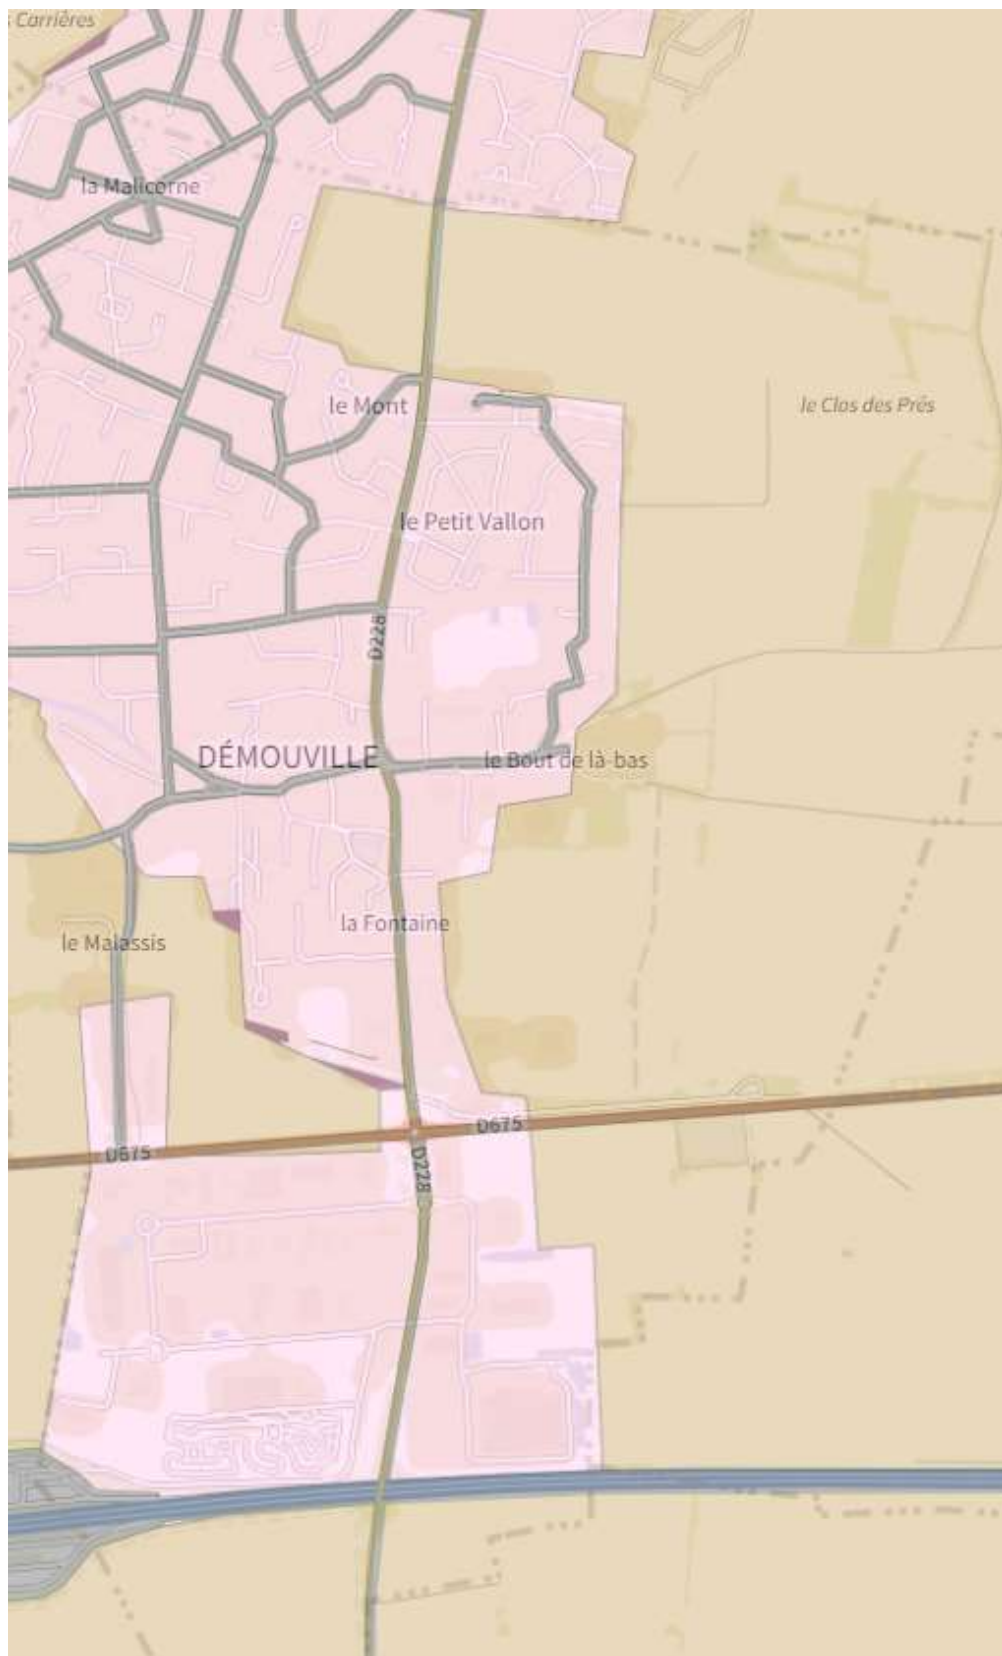 Carrières
la Malicorne
le Mont
le Clos des Prés
le Petit Vallon
D228
DÉMOUVILLE
le Bout de là-bas
la Fontaine
le Malassis
D675
D675
D228